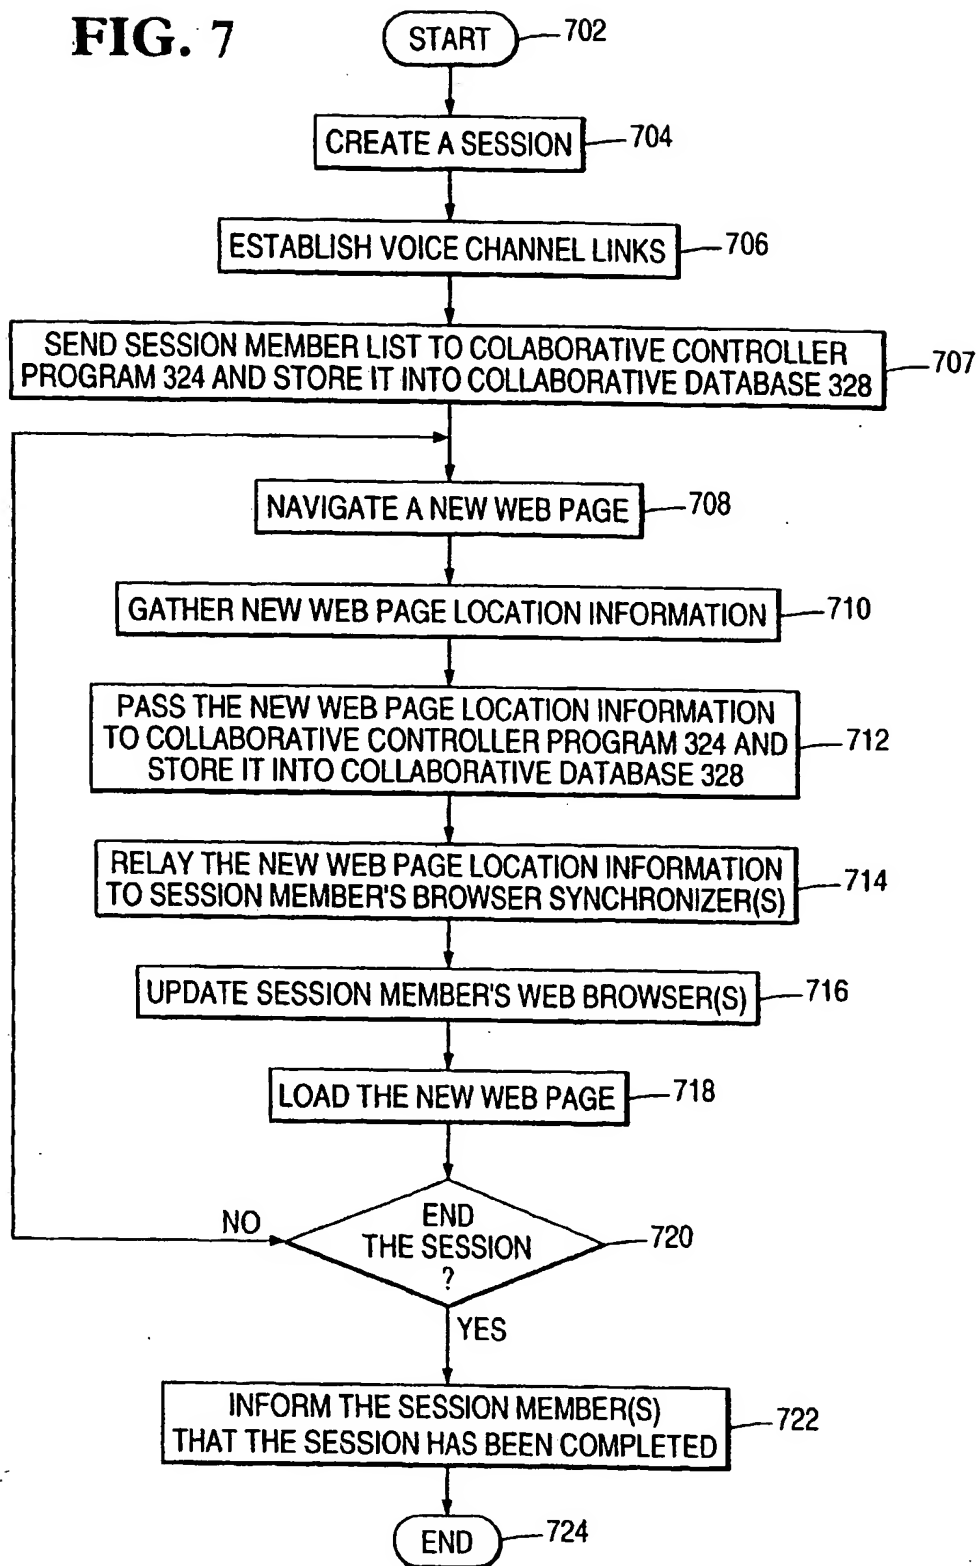 FIG. 7
START
702
CREATE A SESSION
704
ESTABLISH VOICE CHANNEL LINKS
706
SEND SESSION MEMBER LIST TO COLABORATIVE CONTROLLER
PROGRAM 324 AND STORE IT INTO COLLABORATIVE DATABASE 328
707
NAVIGATE A NEW WEB PAGE
708
GATHER NEW WEB PAGE LOCATION INFORMATION
710
PASS THE NEW WEB PAGE LOCATION INFORMATION
TO COLLABORATIVE CONTROLLER PROGRAM 324 AND
STORE IT INTO COLLABORATIVE DATABASE 328
712
RELAY THE NEW WEB PAGE LOCATION INFORMATION
TO SESSION MEMBER'S BROWSER SYNCHRONIZER(S)
714
UPDATE SESSION MEMBER'S WEB BROWSER(S)
716
LOAD THE NEW WEB PAGE
718
END
THE SESSION
?
720
NO
YES
INFORM THE SESSION MEMBER(S)
THAT THE SESSION HAS BEEN COMPLETED
722
END
724